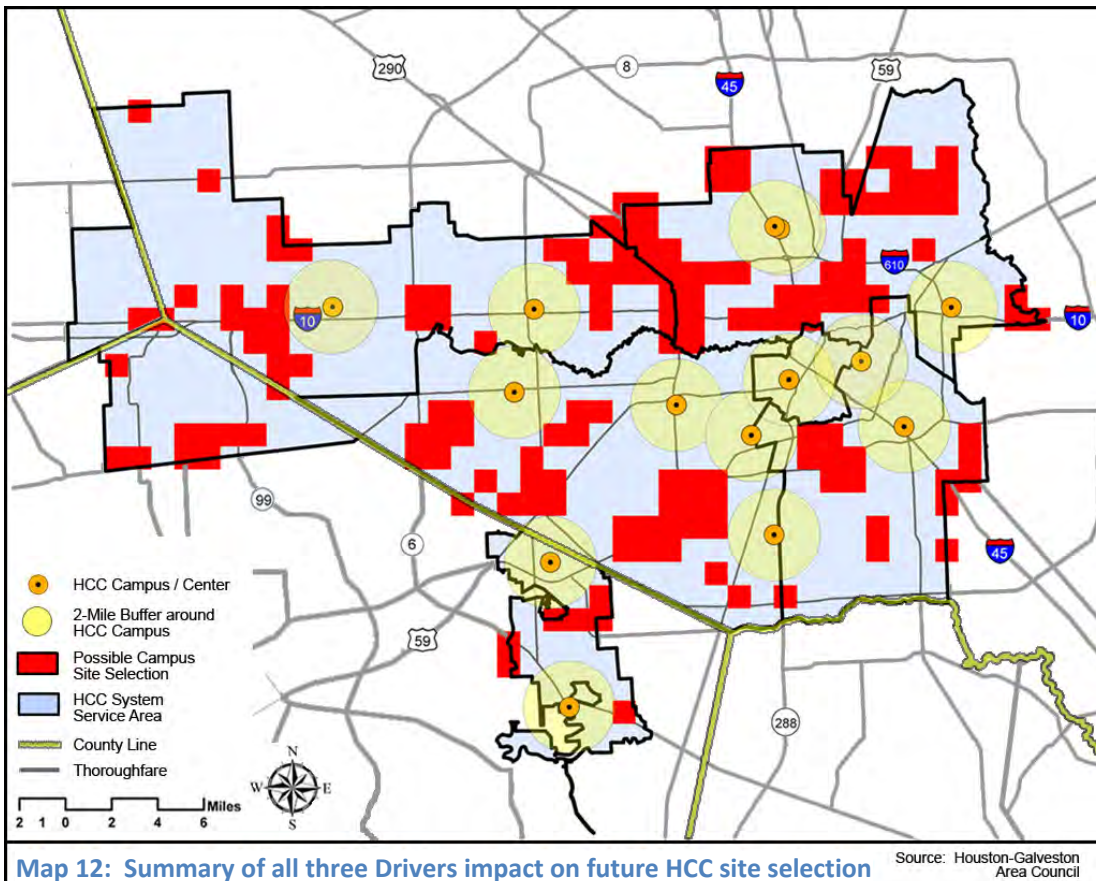 290
8
45
59
610
10
10
99
6
45
59
288
HCC Campus / Center
2-Mile Buffer around
HCC Campus
Possible Campus
Site Selection
HCC System
Service Area
County Line
Thoroughfare
N
W E
S
Miles
2 1 0 2 4 6
Map 12: Summary of all three Drivers impact on future HCC site selection
Source: Houston-Galveston
Area Council